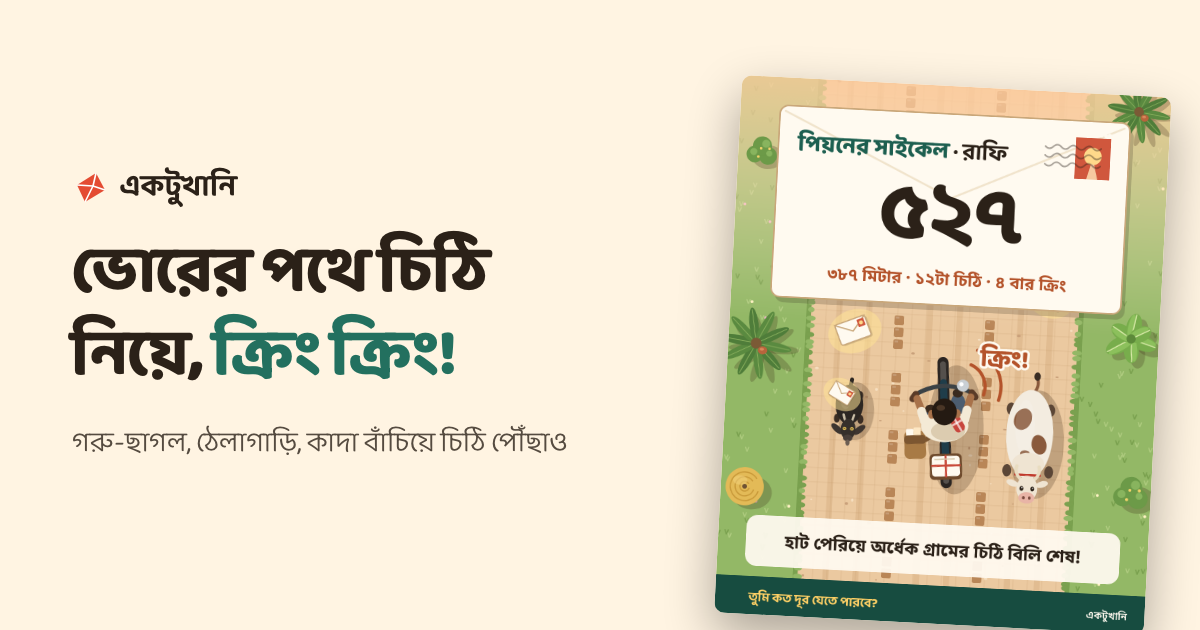 একটুখানি
ভোরের পথে চিঠি
নিয়ে, ক্রিং ক্রিং!
গরু-ছাগল, ঠেলাগাড়ি, কাদা বাঁচিয়ে চিঠি পৌঁছাও
পিয়নের সাইকেল · রাফি
৫২৭
৩৮৭ মিটার · ১২টা চিঠি · ৪ বার ক্রিং
ক্রিং!
হাট পেরিয়ে অর্ধেক গ্রামের চিঠি বিলি শেষ!
তুমি কত দূর যেতে পারবে?
একটুখানি